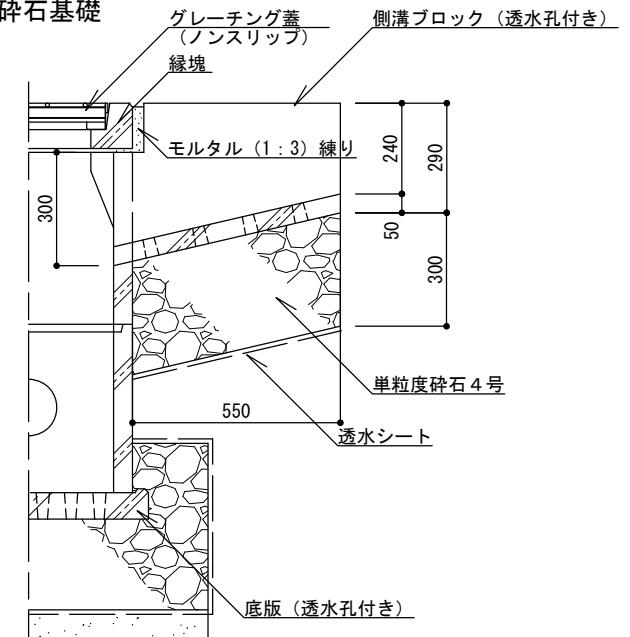 砕石基礎
グレーチング蓋
（ノンスリップ）
側溝ブロック（透水孔付き）
縁塊
モルタル（1：3）練り
240
290
300
50
300
単粒度砕石４号
550
透水シート
底版（透水孔付き）